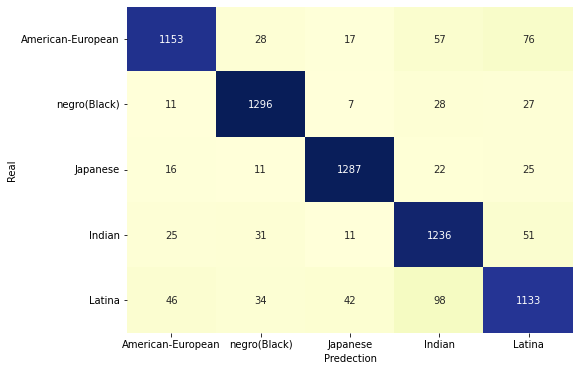 American-European 1153 28 17 57 76
negro(Black) 11 1296 7 28 27
Real
Japanese 16 11 1287 22 25
Indian 25 31 11 1236 51
Latina 46 34 42 98 1133
American-European negro(Black) Japanese Indian Latina
Predection